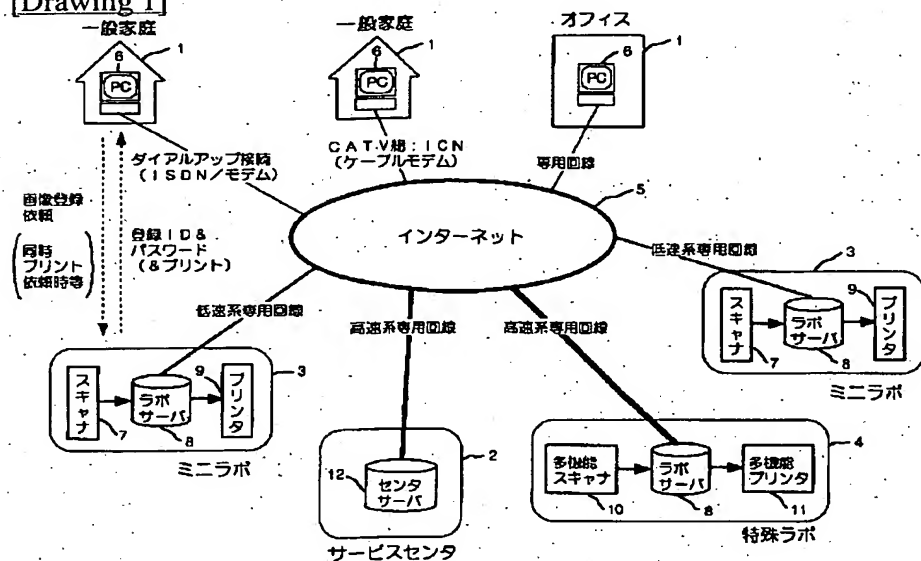 [Drawing 1]
一般家庭
1
6
PC
一般家庭
1
6
PC
オフィス
1
6
PC
ダイアルアップ接続
(ISDN/モデム)
CATV網:ICN
(ケーブルモデム)
専用回線
5
インターネット
画像登録
依頼
(同時
プリント
依頼時等)
登録ID&
パスワード
(&プリント)
低速系専用回線
高速系専用回線
高速系専用回線
低速系専用回線
3
スキャナ
7
ラボ
サーバ
8
9
プリンタ
ミニラボ
2
12
センタ
サーバ
サービスセンタ
4
多機能
スキャナ
10
ラボ
サーバ
8
多機能
プリンタ
11
特殊ラボ
3
スキャナ
7
ラボ
サーバ
8
9
プリンタ
ミニラボ